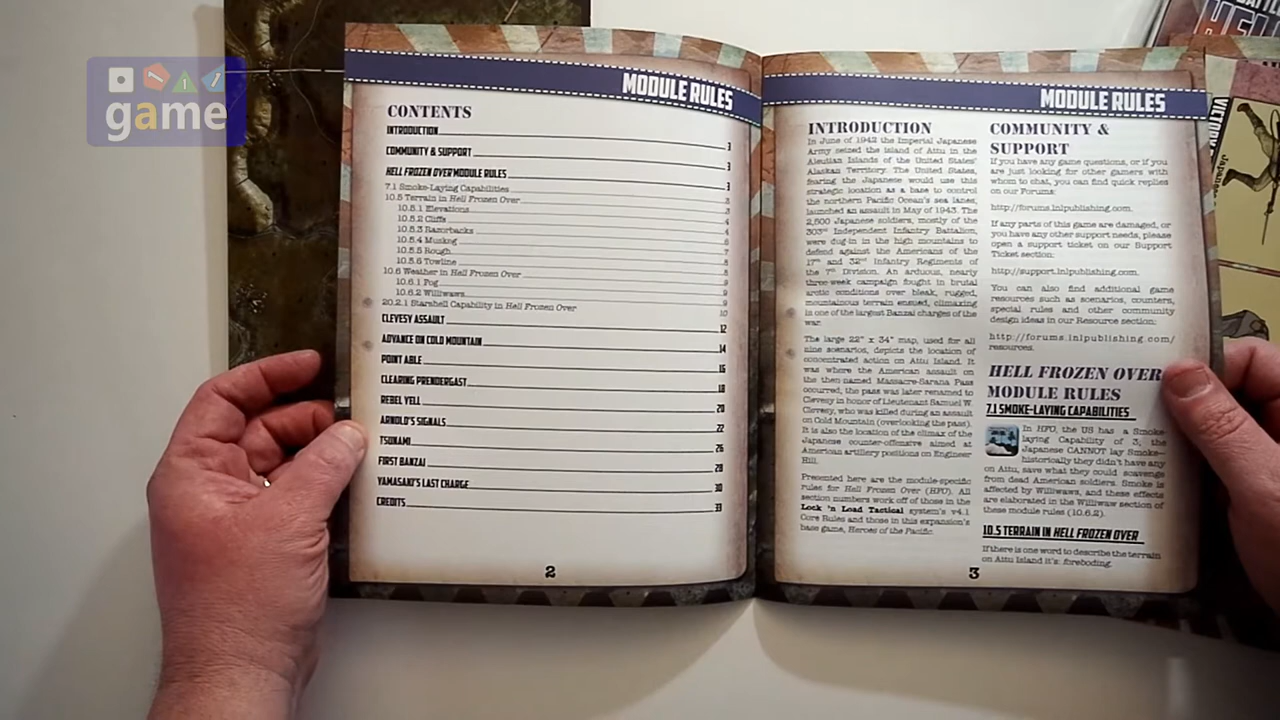 game
MODULE RULES
CONTENTS
INTRODUCTION 3
COMMUNITY & SUPPORT 3
HELL FROZEN OVER MODULE RULES 3
7.1 Smoke-Laying Capabilities 3
10.5 Terrain in Hell Frozen Over 3
10.5.1 Elevations
10.5.2 Cliffs 4
10.5.3 Razorbacks
10.5.4 Muskeg 6
10.5.5 Rough 7
10.5.6 Towline 8
10.6 Weather in Hell Frozen Over 8
10.6.1 Fog 9
10.6.2 Williwaws 9
20.2.1 Starshell Capability in Hell Frozen Over 10
CLEVESY ASSAULT 12
ADVANCE ON COLD MOUNTAIN 14
POINT ABLE 16
CLEARING PRENDERGAST 18
REBEL YELL 20
ARNOLD'S SIGNALS 22
TSUNAMI 26
FIRST BANZAI 28
YAMASAKI'S LAST CHARGE 30
CREDITS 33
2
MODULE RULES
INTRODUCTION
In June of 1942 the Imperial Japanese
Army seized the island of Attu in the
Aleutian Islands of the United States'
Alaskan Territory. The United States,
fearing the Japanese would use this
strategic location as a base to control
the northern Pacific Ocean's sea lanes,
launched an assault in May of 1943. The
2,600 Japanese soldiers, mostly of the
303rd Independent Infantry Battalion,
were dug-in in the high mountains to
defend against the Americans of the
17th and 32nd Infantry Regiments of
the 7th Division. An arduous, nearly
three-week campaign fought in brutal
arctic conditions over bleak, rugged,
mountainous terrain ensued, climaxing
in one of the largest Banzai charges of the
war.
The large 22" x 34" map, used for all
nine scenarios, depicts the location of
concentrated action on Attu Island. It
was where the American assault on
the then named Massacre-Sarana Pass
occurred, the pass was later renamed to
Clevesy in honor of Lieutenant Samuel W.
Clevesy, who was killed during an assault
on Cold Mountain (overlooking the pass).
It is also the location of the climax of the
Japanese counter-offensive aimed at
American artillery positions on Engineer
Hill.
Presented here are the module-specific
rules for Hell Frozen Over (HFO). All
section numbers work off of those in the
Lock 'n Load Tactical system's v4.1
Core Rules and those in this expansion's
base game, Heroes of the Pacific.
COMMUNITY &
SUPPORT
If you have any game questions, or if you
are just looking for other gamers with
whom to chat, you can find quick replies
on our Forums:
http://forums.lnlpublishing.com.
If any parts of this game are damaged, or
you have any other support needs, please
open a support ticket on our Support
Ticket section:
http://support.lnlpublishing.com.
You can also find additional game
resources such as scenarios, counters,
special rules and other community
design ideas in our Resource section:
http://forums.lnlpublishing.com/
resources.
HELL FROZEN OVER
MODULE RULES
7.1 SMOKE-LAYING CAPABILITIES
In HFO, the US has a Smoke-
laying Capability of 3; the
Japanese CANNOT lay Smoke–
historically they didn't have any
on Attu, save what they could scavenge
from dead American soldiers. Smoke is
affected by Williwaws, and these effects
are elaborated in the Williwaw section of
these module rules (10.6.2).
10.5 TERRAIN IN HELL FROZEN OVER
If there is one word to describe the terrain
on Attu Island it's: foreboding.
3